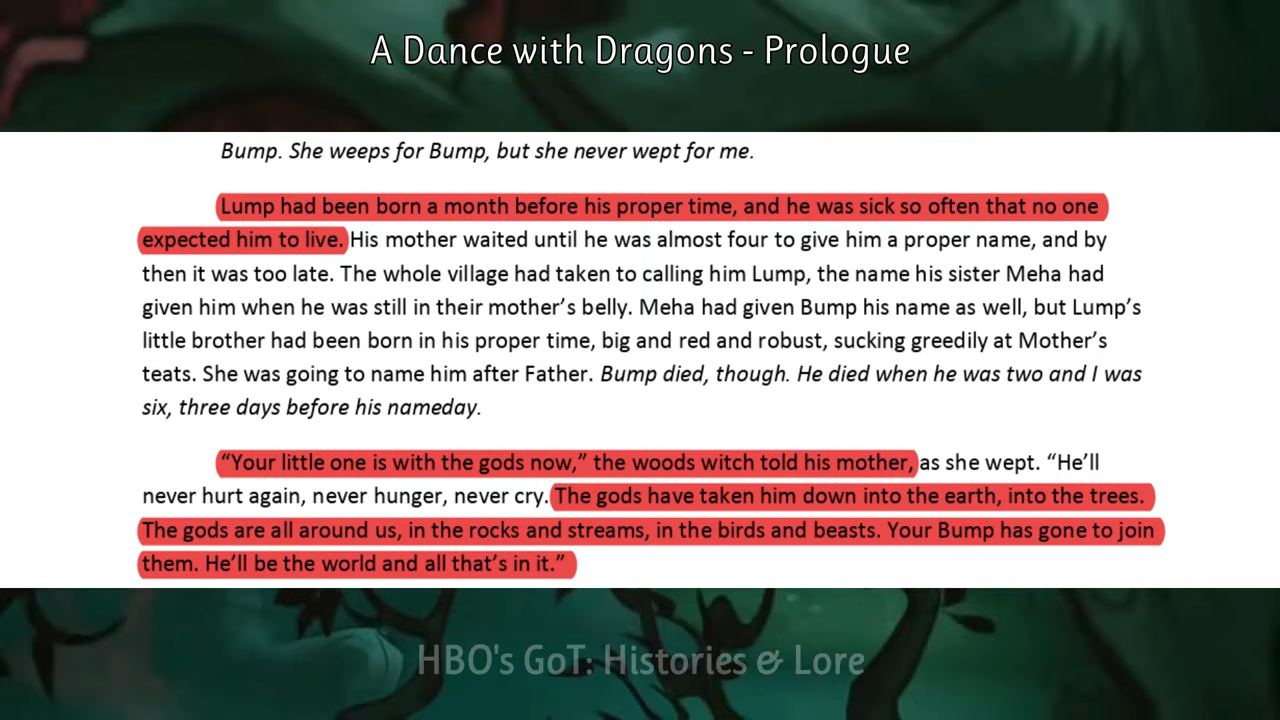 A Dance with Dragons - Prologue
Bump. She weeps for Bump, but she never wept for me.
Lump had been born a month before his proper time, and he was sick so often that no one
expected him to live. His mother waited until he was almost four to give him a proper name, and by
then it was too late. The whole village had taken to calling him Lump, the name his sister Meha had
given him when he was still in their mother’s belly. Meha had given Bump his name as well, but Lump’s
little brother had been born in his proper time, big and red and robust, sucking greedily at Mother’s
teats. She was going to name him after Father. Bump died, though. He died when he was two and I was
six, three days before his nameday.
“Your little one is with the gods now,” the woods witch told his mother, as she wept. “He’ll
never hurt again, never hunger, never cry. The gods have taken him down into the earth, into the trees.
The gods are all around us, in the rocks and streams, in the birds and beasts. Your Bump has gone to join
them. He’ll be the world and all that’s in it.”
HBO's GoT: Histories & Lore